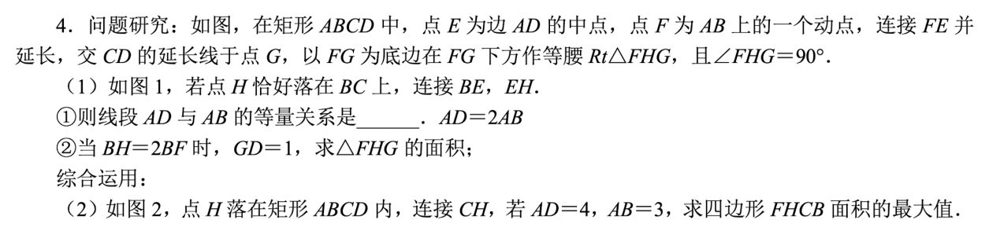 4．问题研究：如图，在矩形 ABCD 中，点 E 为边 AD 的中点，点 F 为 AB 上的一个动点，连接 FE 并
延长，交 CD 的延长线于点 G，以 FG 为底边在 FG 下方作等腰 Rt△FHG，且∠FHG＝90°．
（1）如图 1，若点 H 恰好落在 BC 上，连接 BE，EH．
①则线段 AD 与 AB 的等量关系是______．AD＝2AB
②当 BH＝2BF 时，GD＝1，求△FHG 的面积；
综合运用：
（2）如图 2，点 H 落在矩形 ABCD 内，连接 CH，若 AD＝4，AB＝3，求四边形 FHCB 面积的最大值．